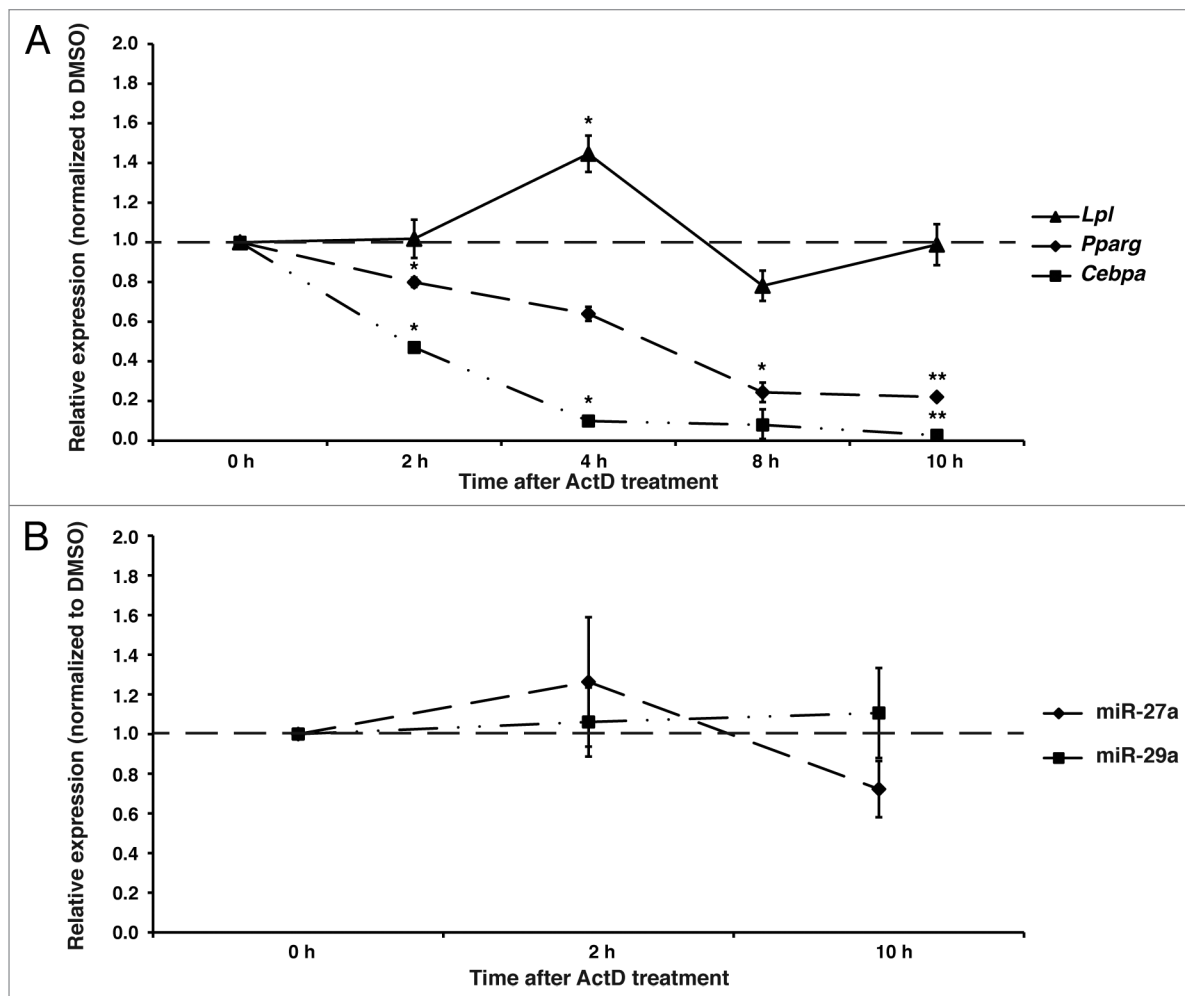 A
Relative expression (normalized to DMSO)
2.0
1.8
1.6
1.4
1.2
1.0
0.8
0.6
0.4
0.2
0.0
*
*
*
*
*
**
**
0 h 2 h 4 h 8 h 10 h
Time after ActD treatment
Lpl
Pparg
Cebpa
B
Relative expression (normalized to DMSO)
2.0
1.8
1.6
1.4
1.2
1.0
0.8
0.6
0.4
0.2
0.0
0 h 2 h 10 h
Time after ActD treatment
miR-27a
miR-29a